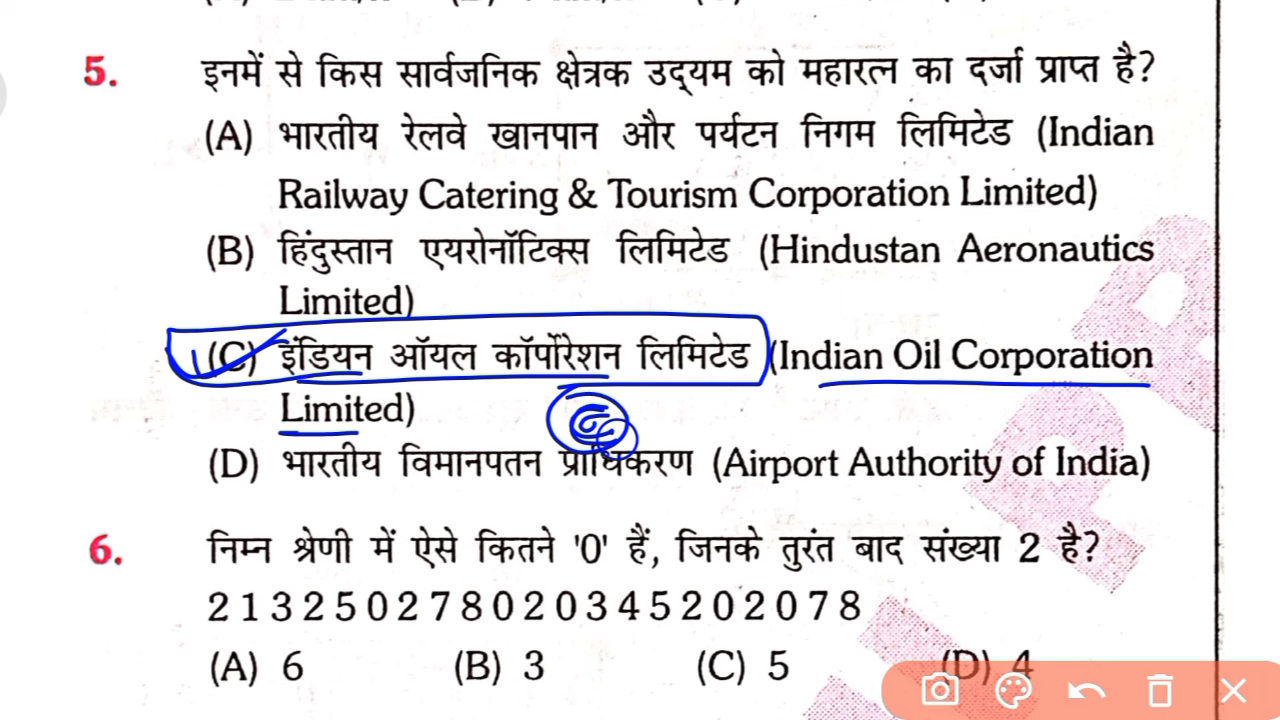 5. इनमें से किस सार्वजनिक क्षेत्रक उद्यम को महारत्न का दर्जा प्राप्त है?
(A) भारतीय रेलवे खानपान और पर्यटन निगम लिमिटेड (Indian
Railway Catering & Tourism Corporation Limited)
(B) हिंदुस्तान एयरोनॉटिक्स लिमिटेड (Hindustan Aeronautics
Limited)
(C) इंडियन ऑयल कॉर्पोरेशन लिमिटेड (Indian Oil Corporation
Limited)
(D) भारतीय विमानपतन प्राधिकरण (Airport Authority of India)
6. निम्न श्रेणी में ऐसे कितने '0' हैं, जिनके तुरंत बाद संख्या 2 है?
2 1 3 2 5 0 2 7 8 0 2 0 3 4 5 2 0 2 0 7 8
(A) 6 (B) 3 (C) 5 (D) 4